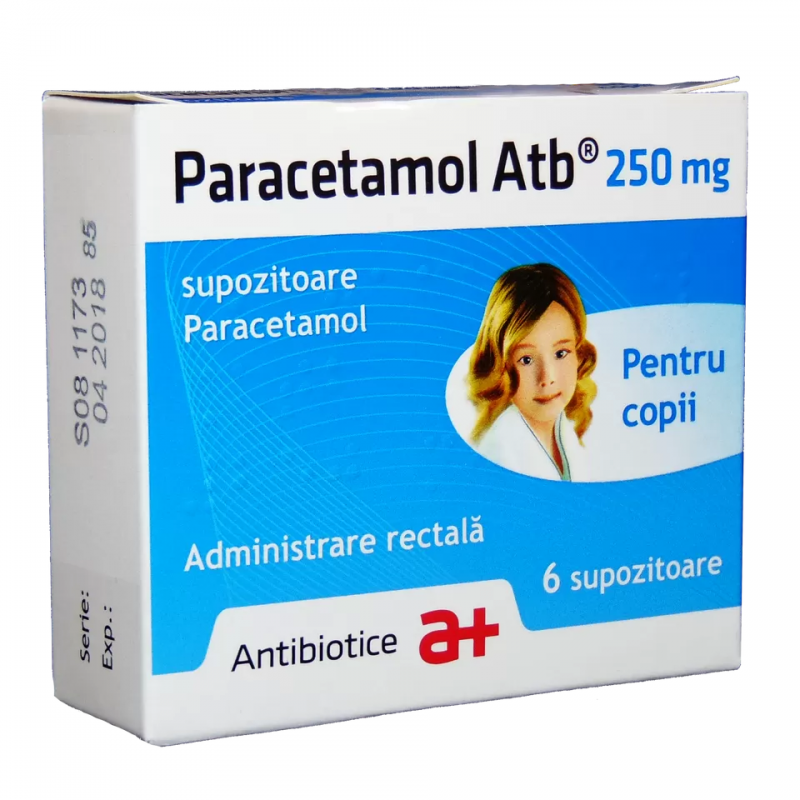 Paracetamol Atb® 250 mg
supozitoare
Paracetamol
Pentru
copii
Administrare rectală
6 supozitoare
Antibiotice a+
Serie: S08 1173 85
Exp.: 04 2018